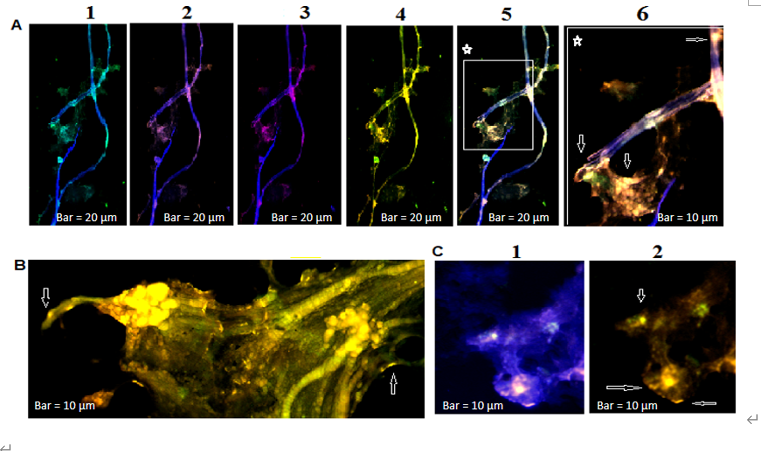 A 1 2 3 4 5 6
Bar = 20 µm Bar = 20 µm Bar = 20 µm Bar = 20 µm Bar = 20 µm Bar = 10 µm
B
Bar = 10 µm
C 1 2
Bar = 10 µm Bar = 10 µm